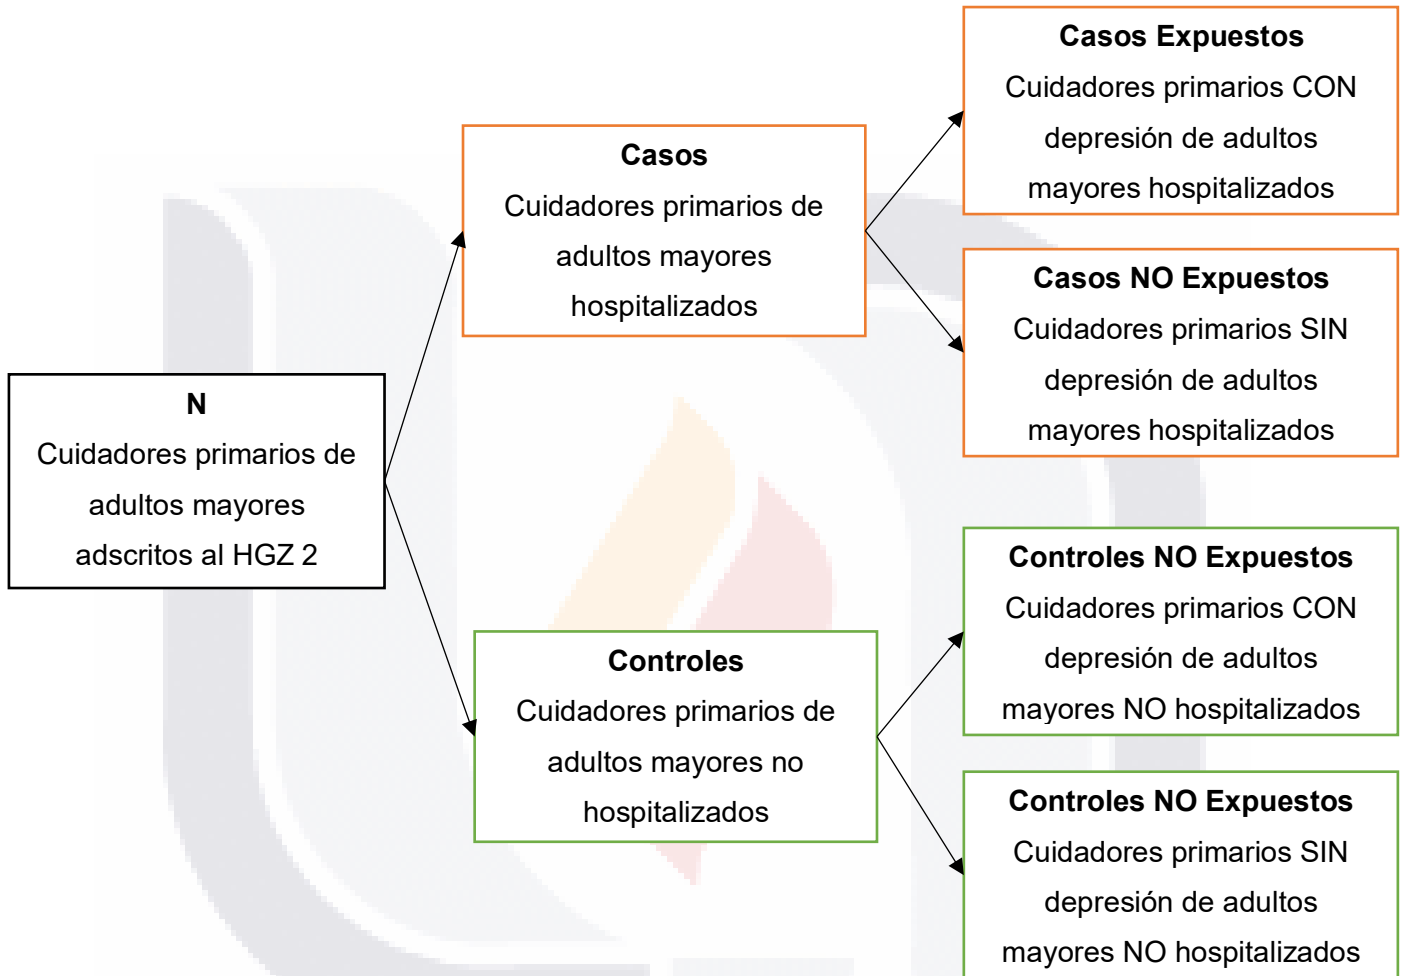 N
Cuidadores primarios de
adultos mayores
adscritos al HGZ 2
Casos
Cuidadores primarios de
adultos mayores
hospitalizados
Casos Expuestos
Cuidadores primarios CON
depresión de adultos
mayores hospitalizados
Casos NO Expuestos
Cuidadores primarios SIN
depresión de adultos
mayores hospitalizados
Controles
Cuidadores primarios de
adultos mayores no
hospitalizados
Controles NO Expuestos
Cuidadores primarios CON
depresión de adultos
mayores NO hospitalizados
Controles NO Expuestos
Cuidadores primarios SIN
depresión de adultos
mayores NO hospitalizados